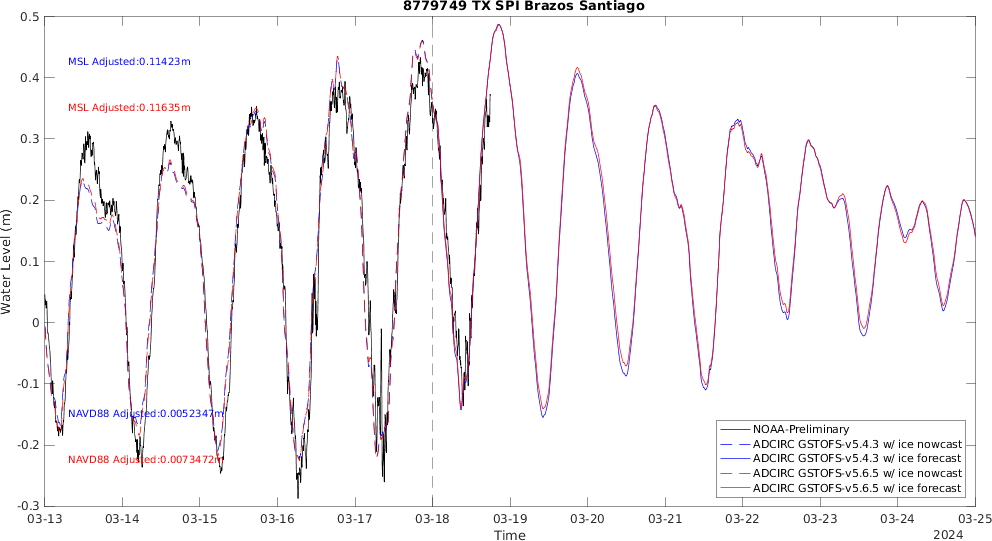 8779749 TX SPI Brazos Santiago
0.5
0.4
0.3
0.2
0.1
0
-0.1
-0.2
-0.3
Water Level (m)
MSL Adjusted:0.11423m
MSL Adjusted:0.11635m
NAVD88 Adjusted:0.0052347m
NAVD88 Adjusted:0.0073472m
NOAA-Preliminary
ADCIRC GSTOFS-v5.4.3 w/ ice nowcast
ADCIRC GSTOFS-v5.4.3 w/ ice forecast
ADCIRC GSTOFS-v5.6.5 w/ ice nowcast
ADCIRC GSTOFS-v5.6.5 w/ ice forecast
03-13 03-14 03-15 03-16 03-17 03-18 03-19 03-20 03-21 03-22 03-23 03-24 03-25
Time
2024